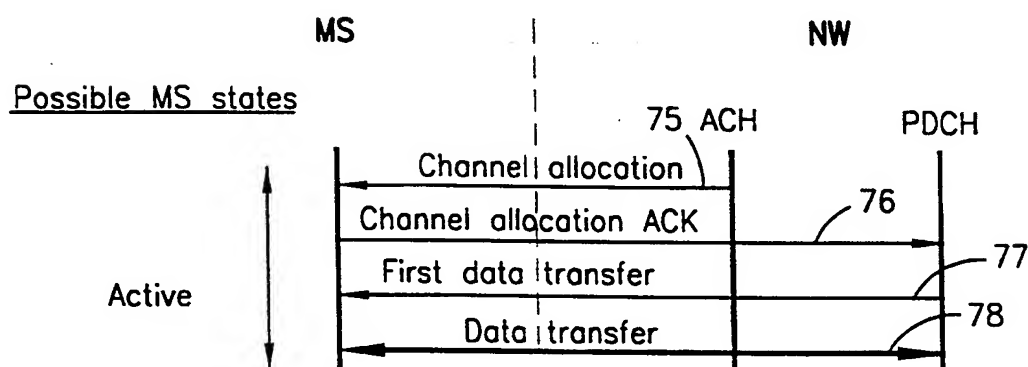 MS NW
Possible MS states
75 ACH PDCH
Channel allocation
Channel allocation ACK 76
First data transfer 77
Active
Data transfer 78